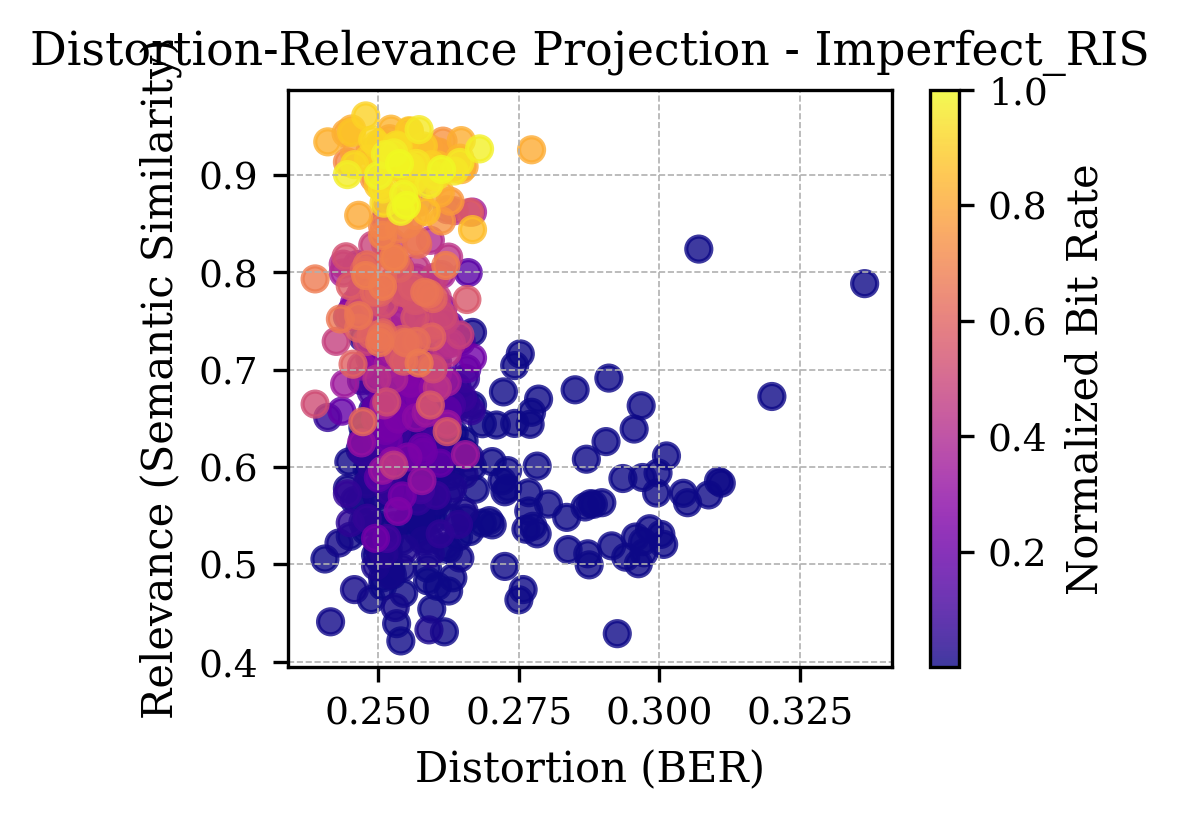 Distortion-Relevance Projection - Imperfect_RIS
Relevance (Semantic Similarity)
0.9
0.8
0.7
0.6
0.5
0.4
0.250 0.275 0.300 0.325
Distortion (BER)
1.0
0.8
0.6
0.4
0.2
Normalized Bit Rate